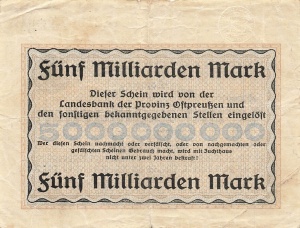 Fünf Milliarden Mark
Dieser Schein wird von der
Landesbank der Provinz Ostpreußen und
den sonstigen bekanntgegebenen Stellen eingelöst
5000000000
Wer diesen Schein nachmacht oder verfälscht, oder von nachgemachten oder
gefälschten Scheinen Gebrauch macht, wird mit Zuchthaus
nicht unter zwei Jahren bestraft!
Fünf Milliarden Mark